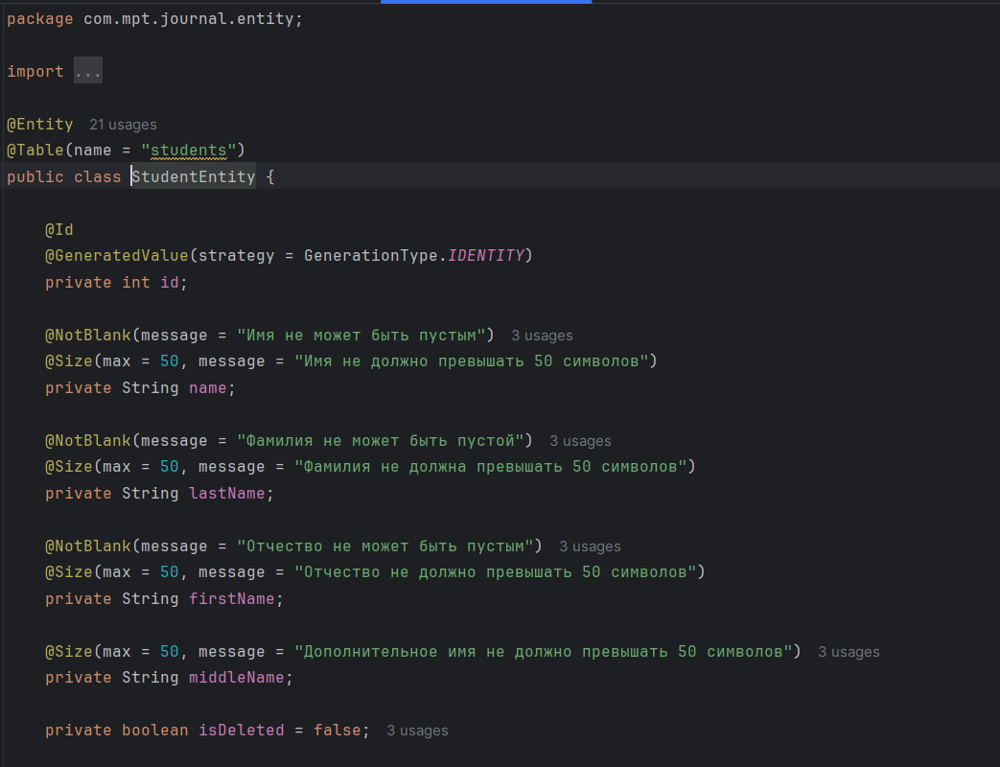 package com.mpt.journal.entity;
import ...
@Entity 21 usages
@Table(name = "students")
public class StudentEntity {
@Id
@GeneratedValue(strategy = GenerationType.IDENTITY)
private int id;
@NotBlank(message = "Имя не может быть пустым") 3 usages
@Size(max = 50, message = "Имя не должно превышать 50 символов")
private String name;
@NotBlank(message = "Фамилия не может быть пустой") 3 usages
@Size(max = 50, message = "Фамилия не должна превышать 50 символов")
private String lastName;
@NotBlank(message = "Отчество не может быть пустым") 3 usages
@Size(max = 50, message = "Отчество не должно превышать 50 символов")
private String firstName;
@Size(max = 50, message = "Дополнительное имя не должно превышать 50 символов") 3 usages
private String middleName;
private boolean isDeleted = false; 3 usages